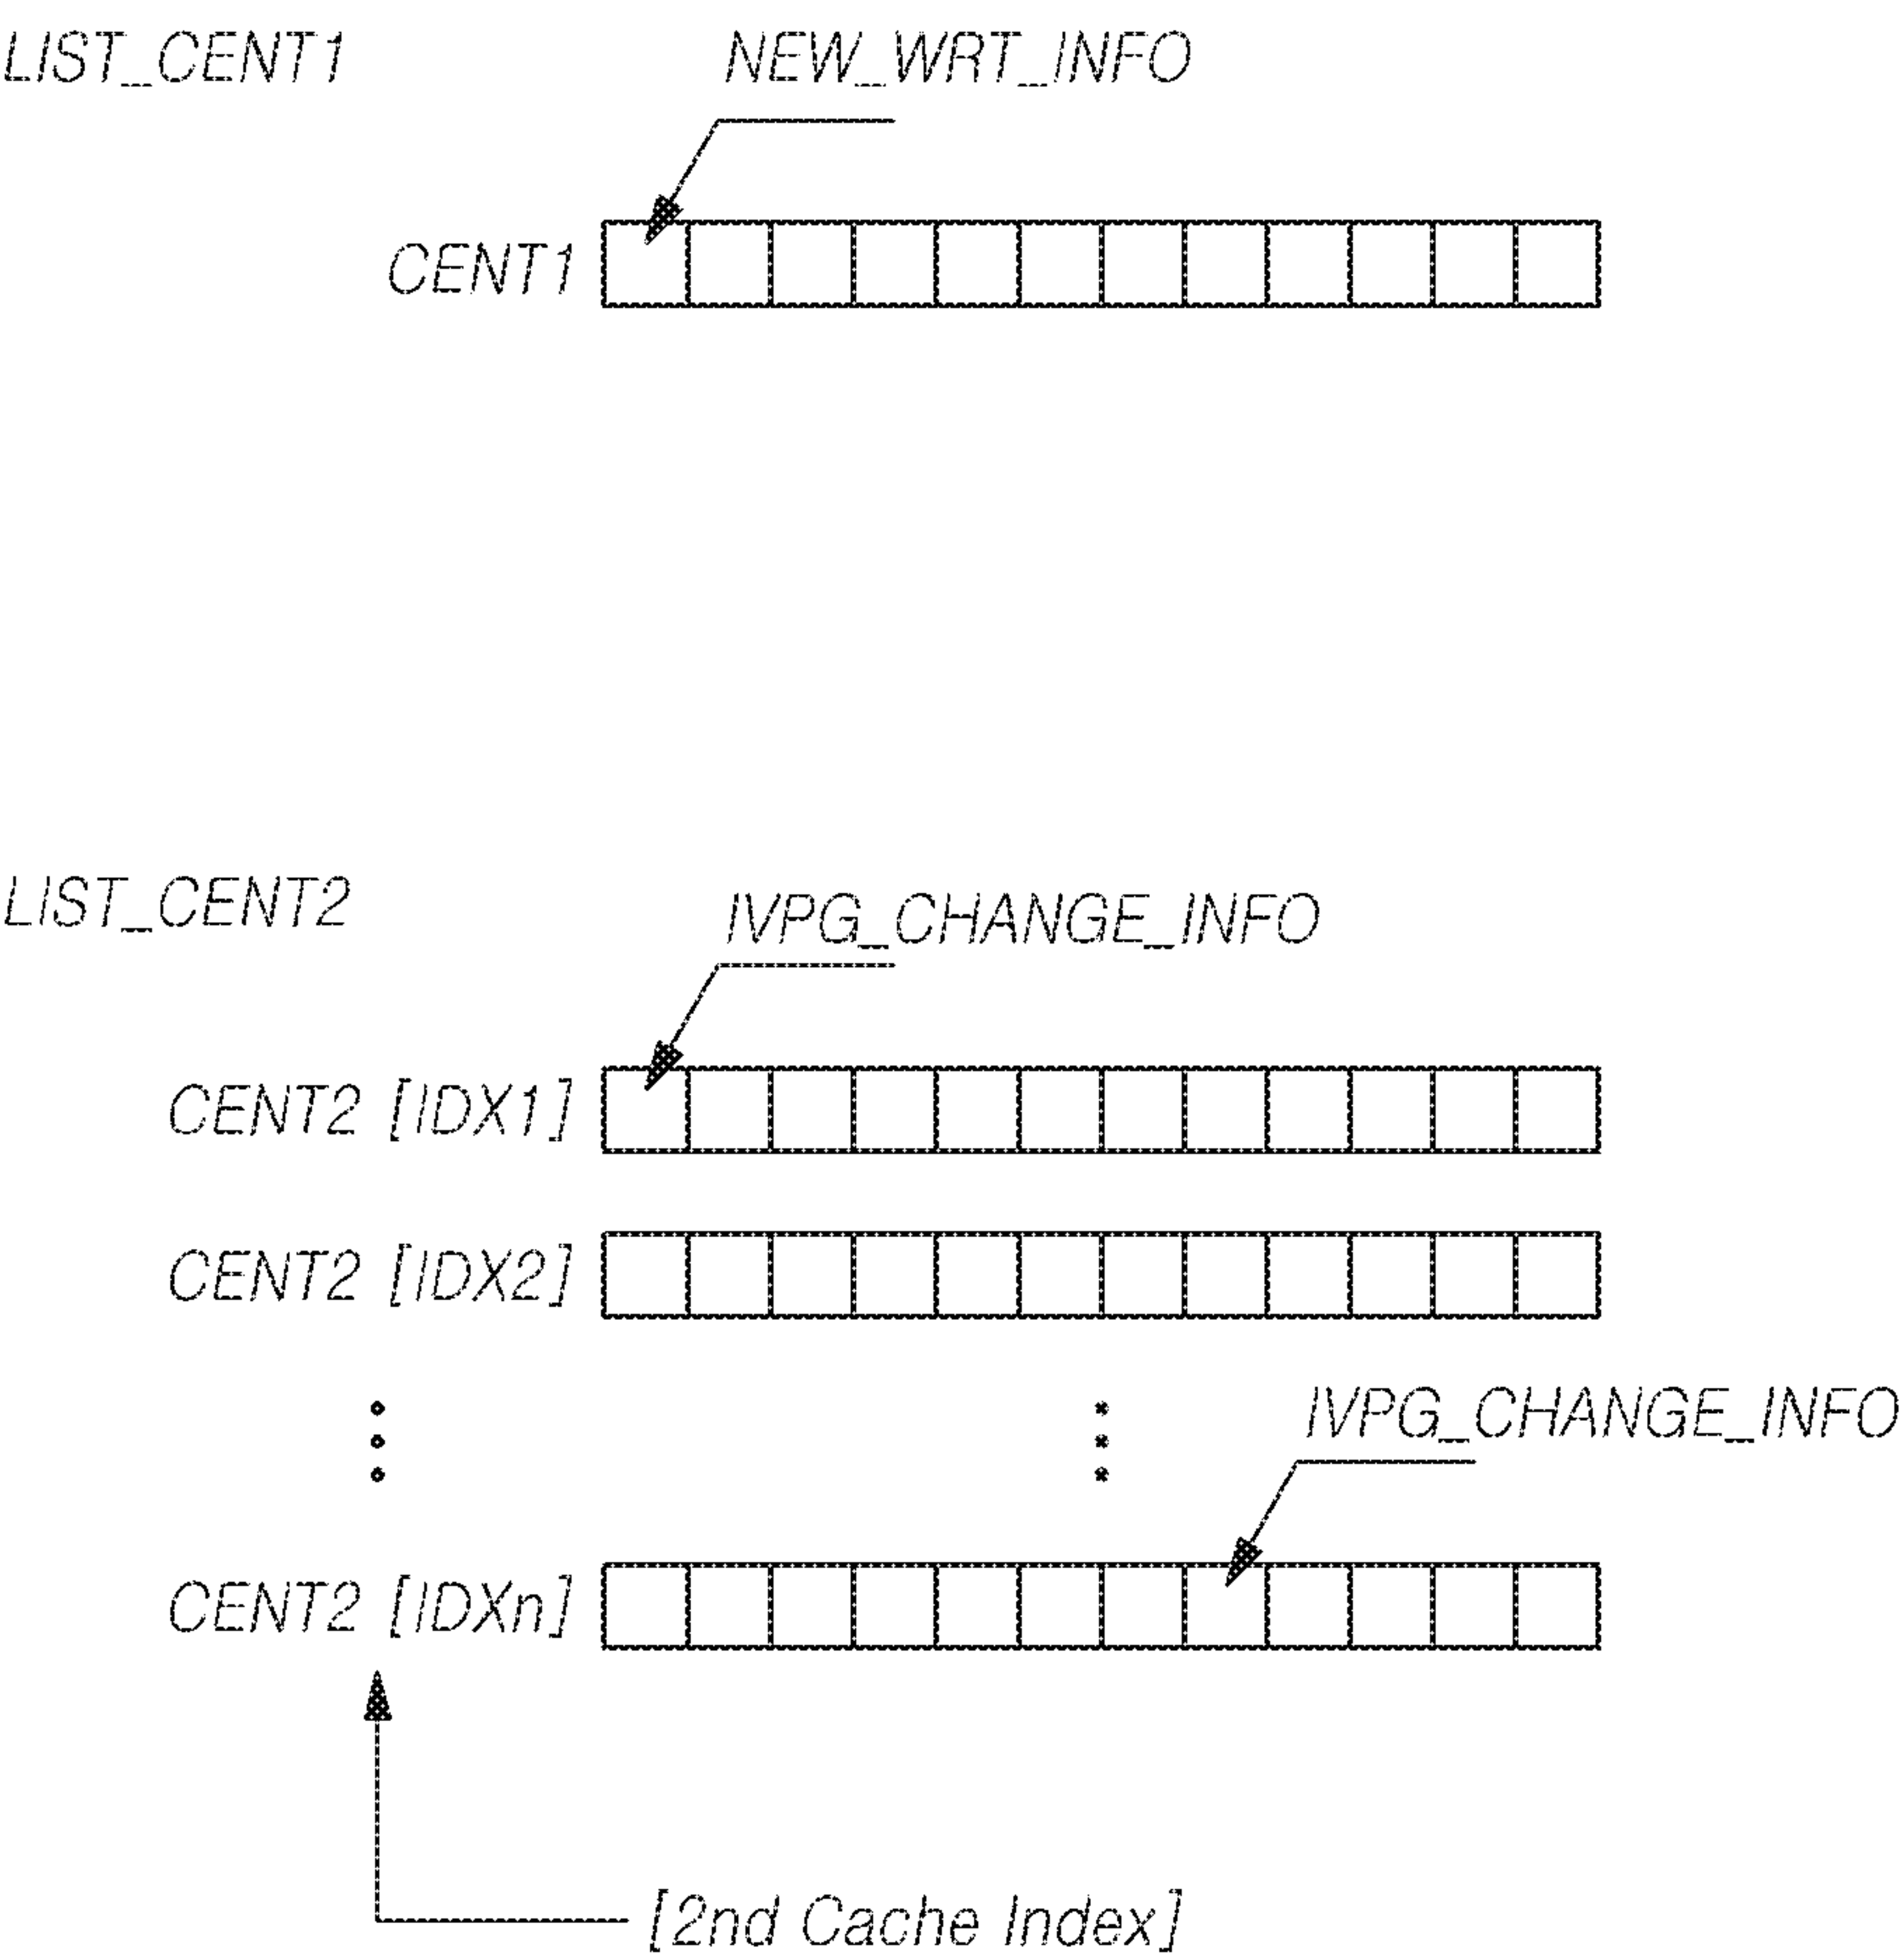 LIST_CENT1
NEW_WRT_INFO
CENT1
LIST_CENT2
IVPG_CHANGE_INFO
CENT2 [IDX1]
CENT2 [IDX2]
IVPG_CHANGE_INFO
CENT2 [IDXn]
[2nd Cache Index]